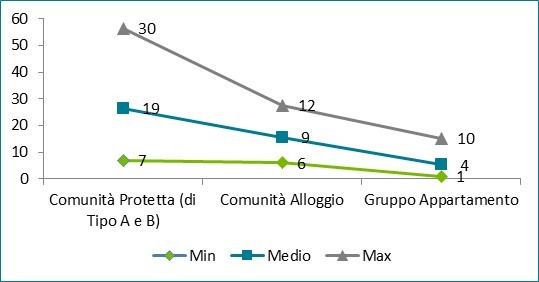 60
50
40
30
20
10
0
30
19
7
12
9
6
10
4
1
Comunità Protetta (di
Tipo A e B)
Comunità Alloggio
Gruppo Appartamento
Min
Medio
Max